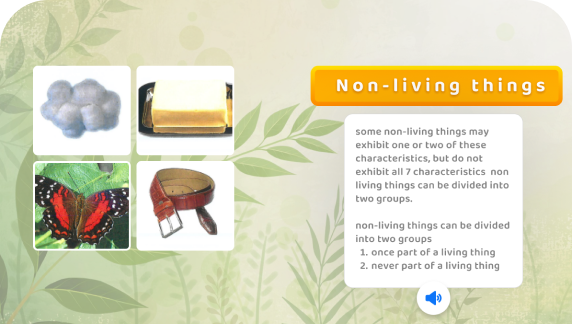 Non-living things
some non-living things may
exhibit one or two of these
characteristics, but do not
exhibit all 7 characteristics non
living things can be divided into
two groups.
non-living things can be divided
into two groups
1. once part of a living thing
2. never part of a living thing